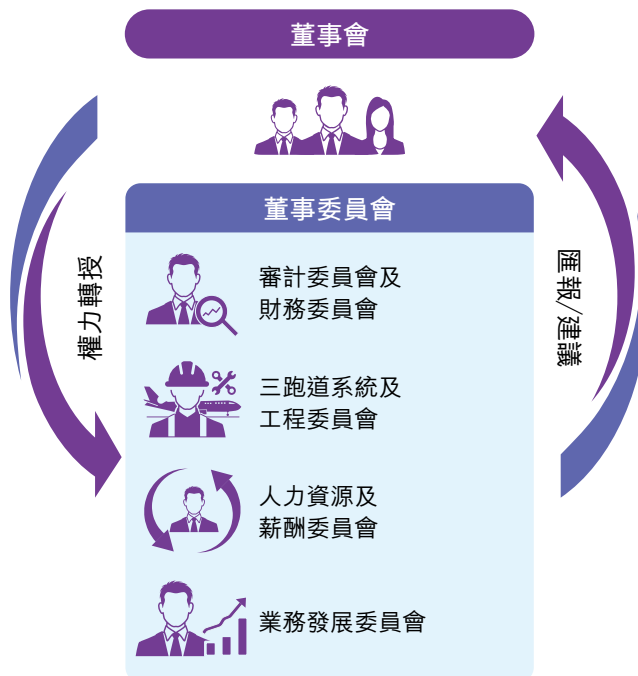 董事會
董事委員會
權力轉授
審計委員會及
財務委員會
三跑道系統及
工程委員會
人力資源及
薪酬委員會
業務發展委員會
匯報/建議